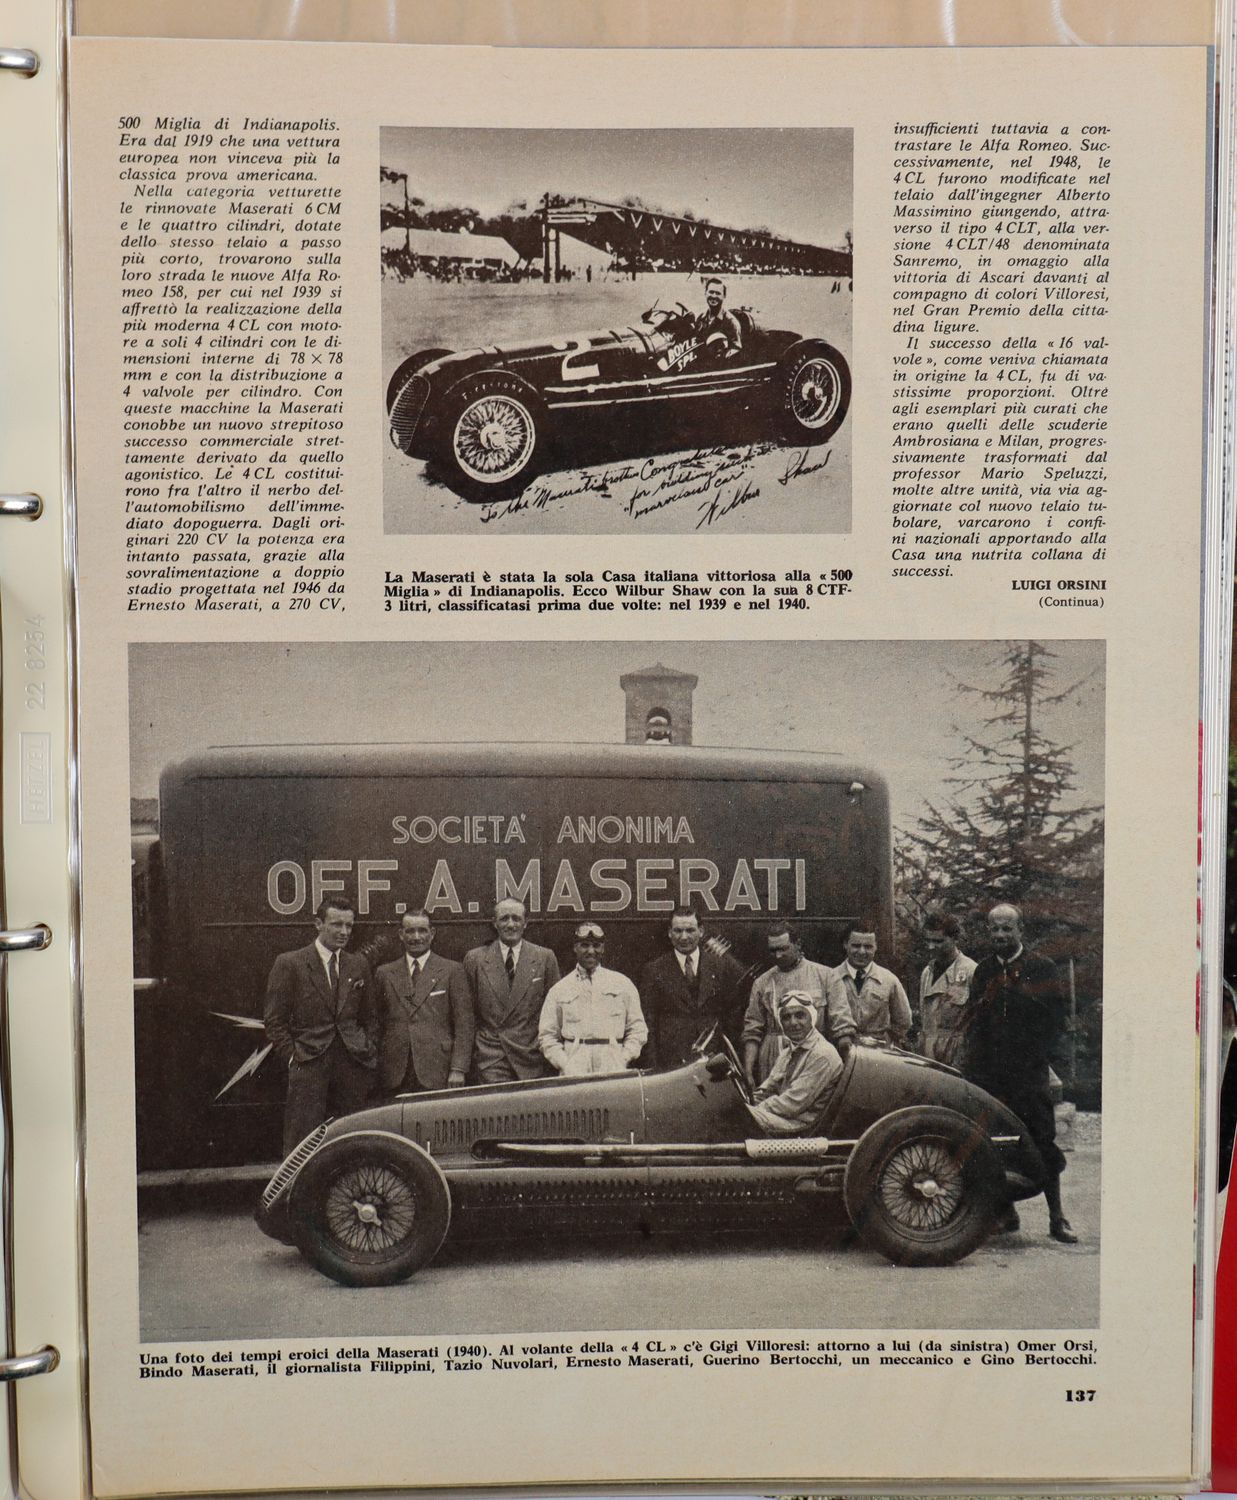 500 Miglia di Indianapolis.
Era dal 1919 che una vettura
europea non vinceva più la
classica prova americana.
Nella categoria vetturette
le rinnovate Maserati 6 CM
e le quattro cilindri, dotate
dello stesso telaio a passo
più corto, trovarono sulla
loro strada le nuove Alfa Ro-
meo 158, per cui nel 1939 si
affrettò la realizzazione della
più moderna 4 CL con moto-
re a soli 4 cilindri con le di-
mensioni interne di 78 × 78
mm e con la distribuzione a
4 valvole per cilindro. Con
queste macchine la Maserati
conobbe un nuovo strepitoso
successo commerciale stret-
tamente derivato da quello
agonistico. Le 4 CL costitui-
rono fra l'altro il nerbo del-
l'automobilismo dell'imme-
diato dopoguerra. Dagli ori-
ginari 220 CV la potenza era
intanto passata, grazie alla
sovralimentazione a doppio
stadio progettata nel 1946 da
Ernesto Maserati, a 270 CV,
2
BOYLE
SPL.
Firestone
To the Maserati brothers Congratulations
for building such a
"marvelous car"
Wilbur Shaw
La Maserati è stata la sola Casa italiana vittoriosa alla « 500
Miglia » di Indianapolis. Ecco Wilbur Shaw con la sua 8 CTF-
3 litri, classificatasi prima due volte: nel 1939 e nel 1940.
insufficienti tuttavia a con-
trastare le Alfa Romeo. Suc-
cessivamente, nel 1948, le
4 CL furono modificate nel
telaio dall'ingegner Alberto
Massimino giungendo, attra-
verso il tipo 4 CLT, alla ver-
sione 4 CLT/48 denominata
Sanremo, in omaggio alla
vittoria di Ascari davanti al
compagno di colori Villoresi,
nel Gran Premio della citta-
dina ligure.
Il successo della « 16 val-
vole », come veniva chiamata
in origine la 4 CL, fu di va-
stissime proporzioni. Oltre
agli esemplari più curati che
erano quelli delle scuderie
Ambrosiana e Milan, progres-
sivamente trasformati dal
professor Mario Speluzzi,
molte altre unità, via via ag-
giornate col nuovo telaio tu-
bolare, varcarono i confi-
ni nazionali apportando alla
Casa una nutrita collana di
successi.
LUIGI ORSINI
(Continua)
SOCIETA' ANONIMA
OFF. A. MASERATI
Una foto dei tempi eroici della Maserati (1940). Al volante della « 4 CL » c'è Gigi Villoresi: attorno a lui (da sinistra) Omer Orsi,
Bindo Maserati, il giornalista Filippini, Tazio Nuvolari, Ernesto Maserati, Guerino Bertocchi, un meccanico e Gino Bertocchi.
137
22 8254